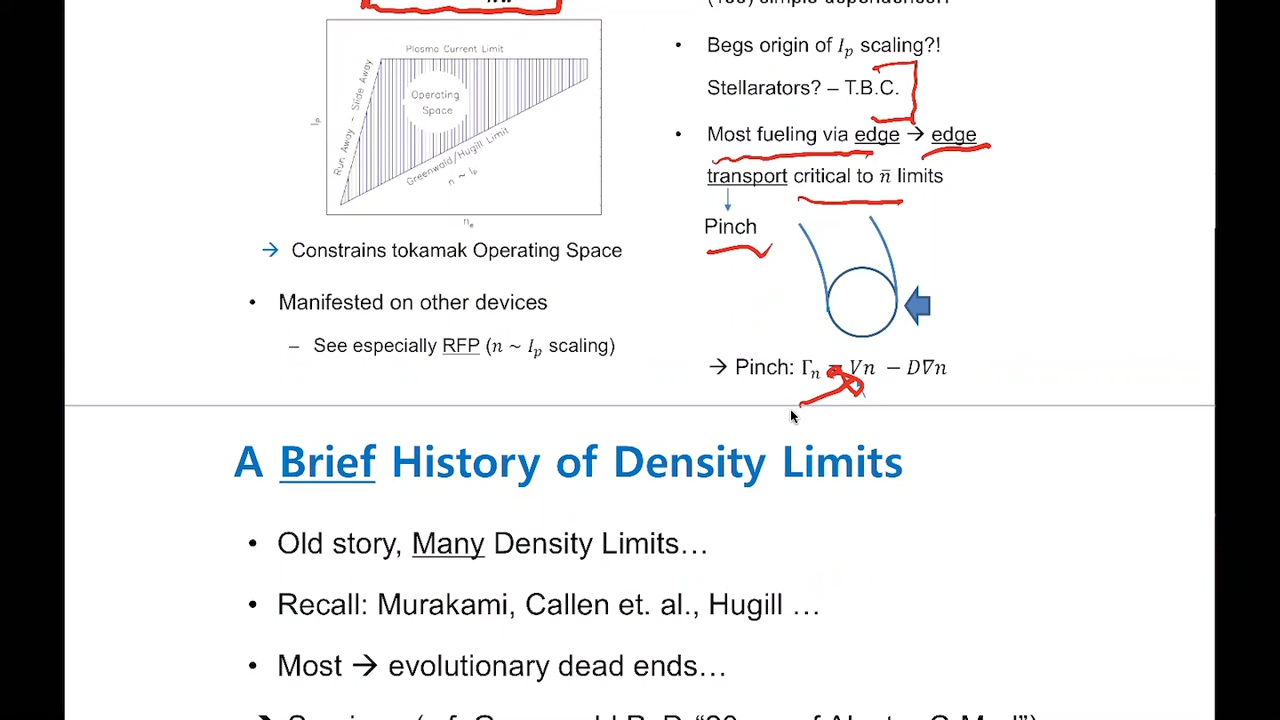 (100) simple dependence!!
Plasma Current Limit
Operating
Space
Run Away - Slide Away
Greenwald/Hugill Limit
n ~ Iₚ
Iₚ
nₑ
→ Constrains tokamak Operating Space
• Manifested on other devices
– See especially RFP (n ~ Iₚ scaling)
• Begs origin of Iₚ scaling?!
Stellarators? – T.B.C.
• Most fueling via edge → edge
transport critical to n̄ limits
Pinch
→ Pinch: Γₙ = Vn − D∇n
A Brief History of Density Limits
• Old story, Many Density Limits…
• Recall: Murakami, Callen et. al., Hugill …
• Most → evolutionary dead ends…